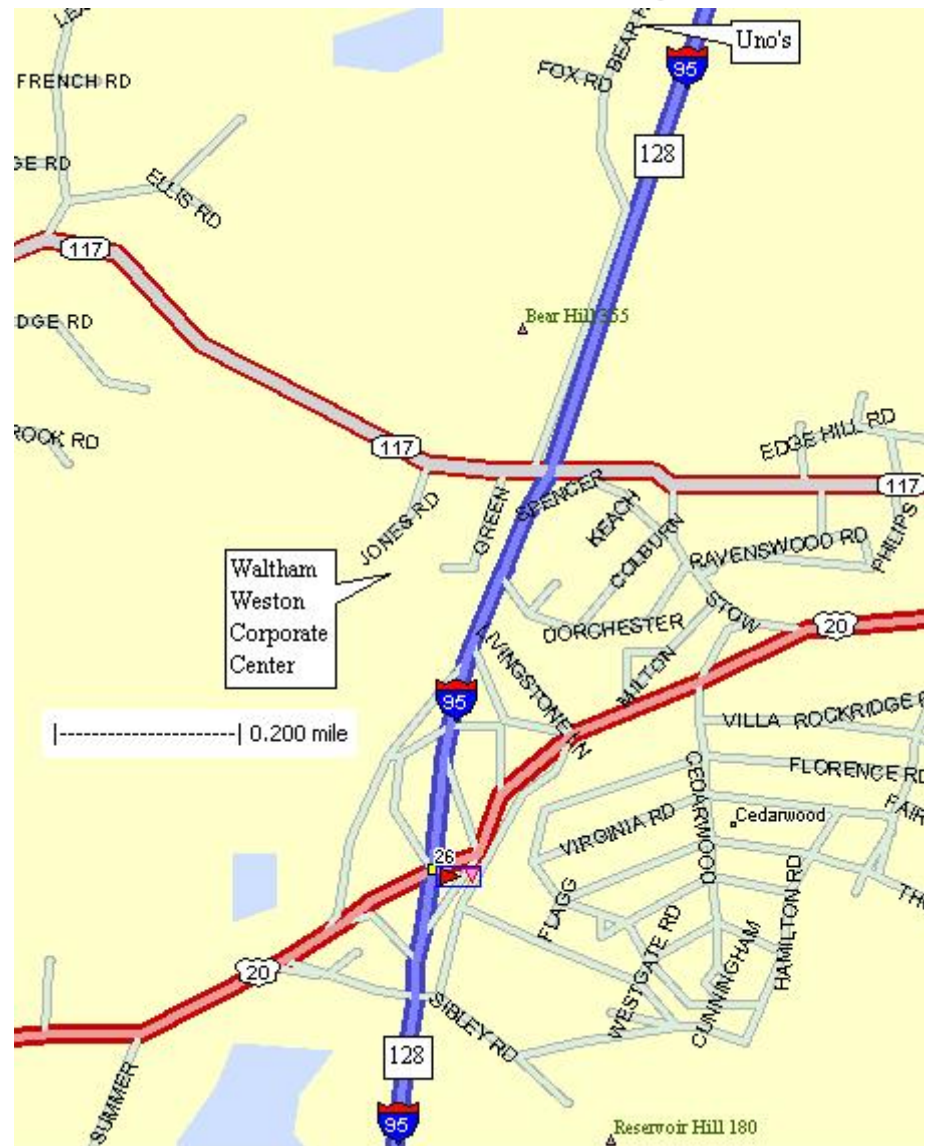 Uno's
BEAR
95
FOX RD
FRENCH RD
128
GE RD
ELLIS RD
117
Bear Hill 355
DGE RD
EDGE HILL RD
ROOK RD
117
117
SPENCER
GREEN
KEACH
JONES RD
COLBURN
RAVENSWOOD RD
PHILIPS
Waltham
Weston
Corporate
Center
STOW
20
DORCHESTER
MILTON
LIVINGSTONE LN
95
VILLA ROCKRIDGE
|-----------------------| 0.200 mile
CEDARWOOD
FLORENCE RD
FAIR
VIRGINIA RD
Cedarwood
26
HAMILTON RD
TH
FLAGG
WESTGATE RD
CUNNINGHAM
20
SIBLEY RD
128
SUMMER
95
Reservoir Hill 180